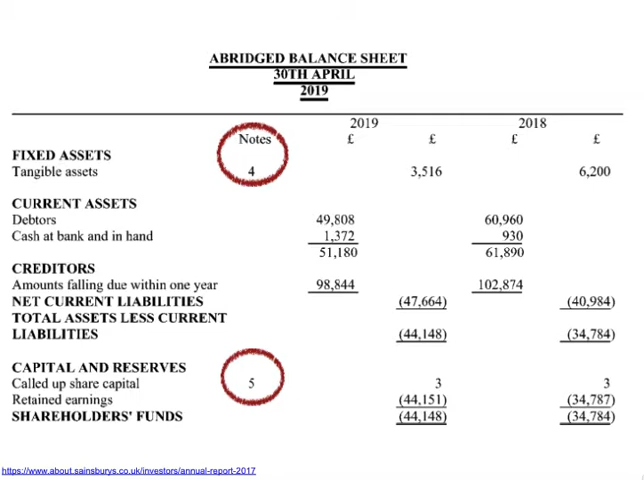 ABRIDGED BALANCE SHEET
30TH APRIL
2019
2019 2018
Notes £ £ £ £
FIXED ASSETS
Tangible assets 4 3,516 6,200
CURRENT ASSETS
Debtors 49,808 60,960
Cash at bank and in hand 1,372 930
51,180 61,890
CREDITORS
Amounts falling due within one year 98,844 102,874
NET CURRENT LIABILITIES (47,664) (40,984)
TOTAL ASSETS LESS CURRENT
LIABILITIES (44,148) (34,784)
CAPITAL AND RESERVES
Called up share capital 5 3 3
Retained earnings (44,151) (34,787)
SHAREHOLDERS' FUNDS (44,148) (34,784)
https://www.about.sainsburys.co.uk/investors/annual-report-2017